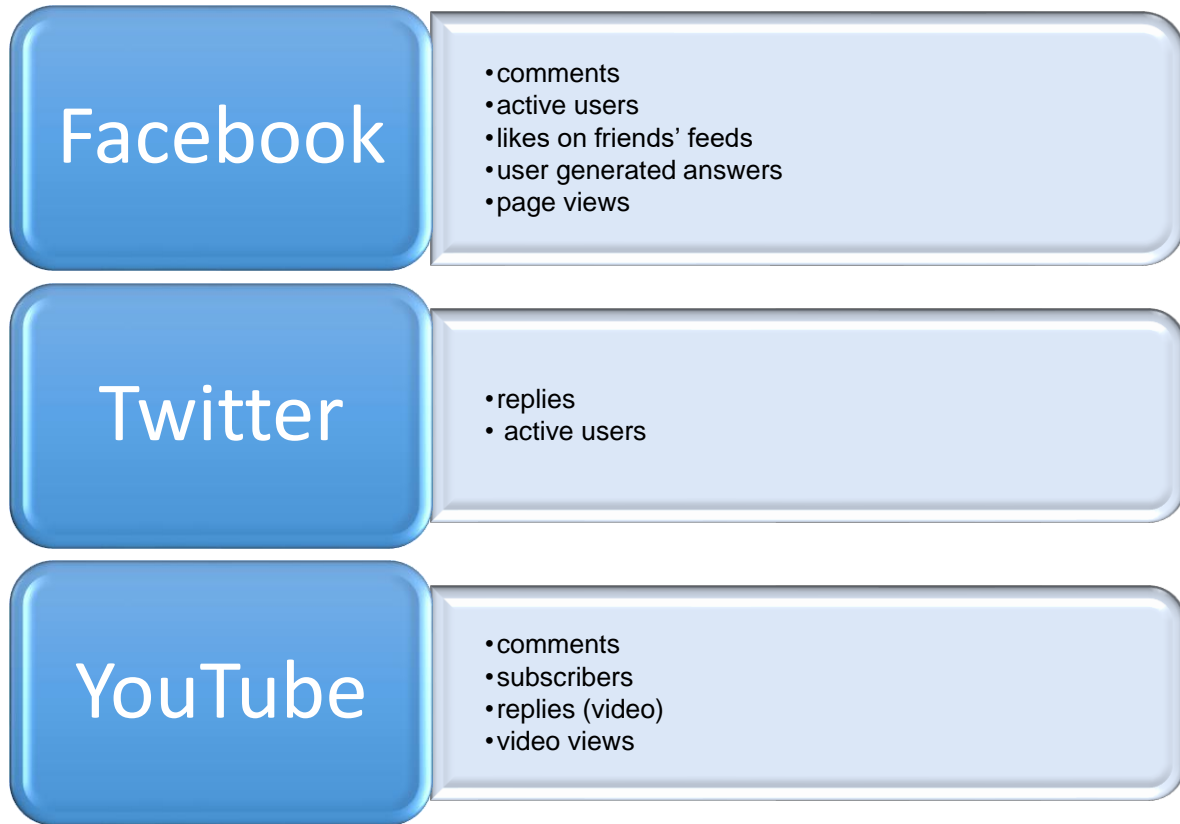 Facebook
•comments
•active users
•likes on friends’ feeds
•user generated answers
•page views
Twitter
•replies
• active users
YouTube
•comments
•subscribers
•replies (video)
•video views